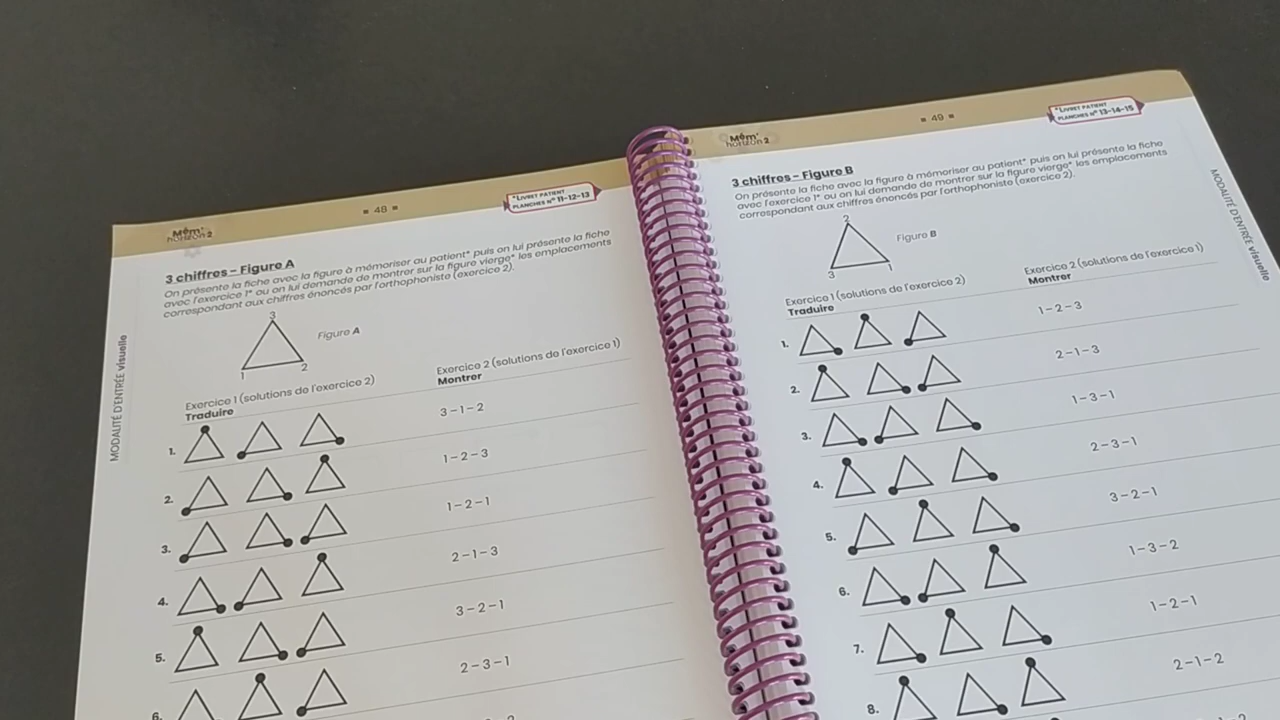 Mém'
horizon 2
= 48 =
*LIVRET PATIENT
PLANCHES N° 11-12-13
3 chiffres – Figure A
On présente la fiche avec la figure à mémoriser au patient* puis on lui présente la fiche
avec l'exercice 1* ou on lui demande de montrer sur la figure vierge* les emplacements
correspondant aux chiffres énoncés par l'orthophoniste (exercice 2).
3
1
2
Figure A
MODALITÉ D'ENTRÉE visuelle
Exercice 1 (solutions de l'exercice 2)
Traduire
Exercice 2 (solutions de l'exercice 1)
Montrer
1.
3 – 1 – 2
2.
1 – 2 – 3
3.
1 – 2 – 1
4.
2 – 1 – 3
5.
3 – 2 – 1
6.
2 – 3 – 1
Mém'
horizon 2
= 49 =
*LIVRET PATIENT
PLANCHES N° 13-14-15
3 chiffres – Figure B
On présente la fiche avec la figure à mémoriser au patient* puis on lui présente la fiche
avec l'exercice 1* ou on lui demande de montrer sur la figure vierge* les emplacements
correspondant aux chiffres énoncés par l'orthophoniste (exercice 2).
2
3
1
Figure B
MODALITÉ D'ENTRÉE visuelle
Exercice 1 (solutions de l'exercice 2)
Traduire
Exercice 2 (solutions de l'exercice 1)
Montrer
1.
1 – 2 – 3
2.
2 – 1 – 3
3.
1 – 3 – 1
4.
2 – 3 – 1
5.
3 – 2 – 1
6.
1 – 3 – 2
7.
1 – 2 – 1
8.
2 – 1 – 2